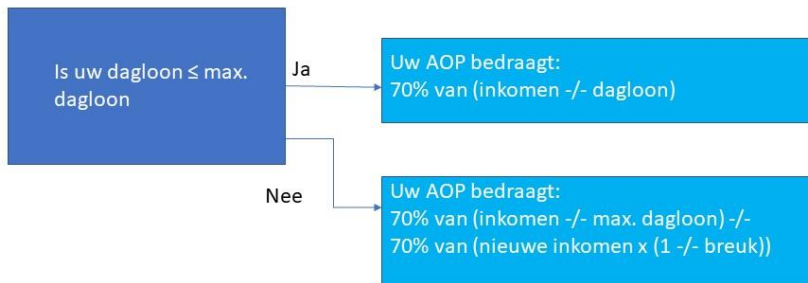 Is uw dagloon ≤ max.
dagloon
Ja
Uw AOP bedraagt:
70% van (inkomen -/- dagloon)
Nee
Uw AOP bedraagt:
70% van (inkomen -/- max. dagloon) -/-
70% van (nieuwe inkomen x (1 -/- breuk))